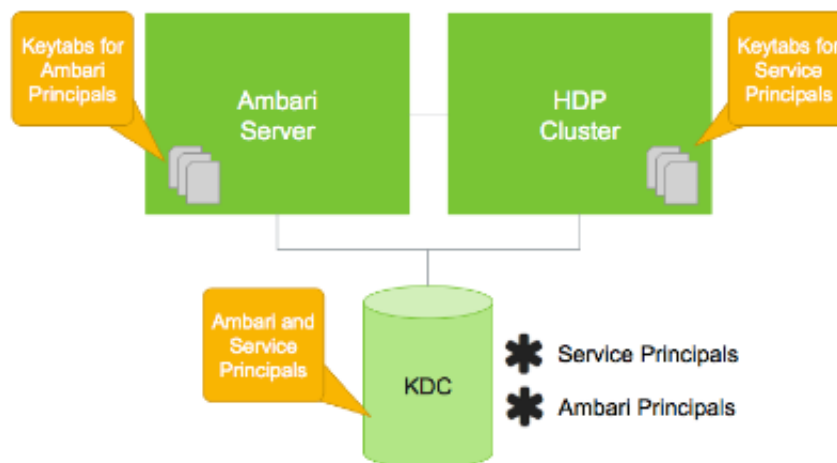 Keytabs for
Ambari
Principals
Ambari
Server
HDP
Cluster
Keytabs for
Service
Principals
Ambari and
Service
Principals
KDC
Service Principals
Ambari Principals